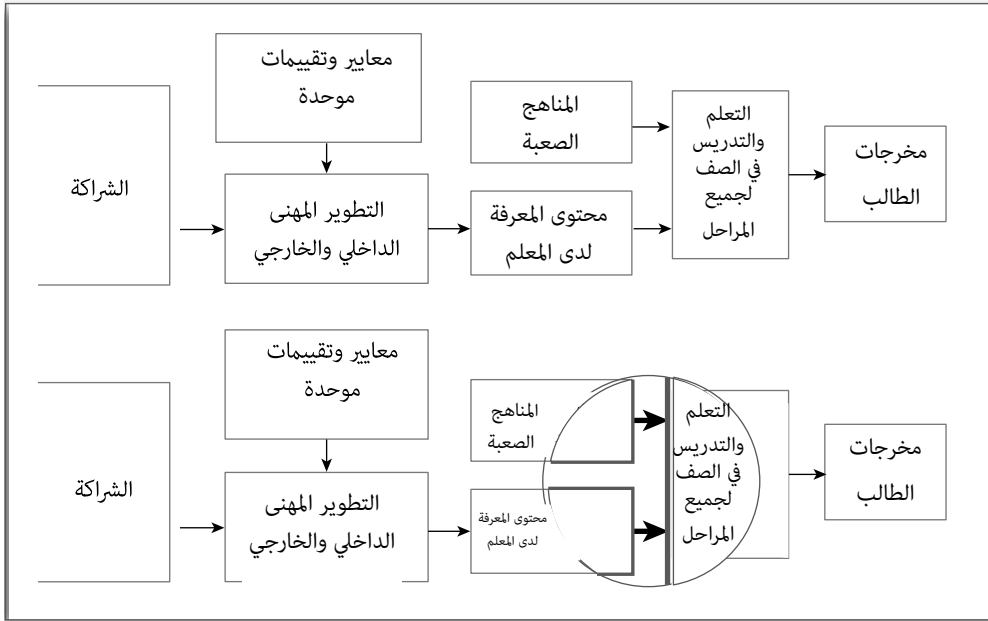 معايير وتقييمات
موحدة
الشراكة
التطوير المهنى
الداخلي والخارجي
المناهج
الصعبة
محتوى المعرفة
لدى المعلم
التعلم
والتدريس
في الصف
لجميع
المراحل
مخرجات
الطالب
معايير وتقييمات
موحدة
الشراكة
التطوير المهنى
الداخلي والخارجي
المناهج
الصعبة
محتوى المعرفة
لدى المعلم
التعلم
والتدريس
في الصف
لجميع
المراحل
مخرجات
الطالب